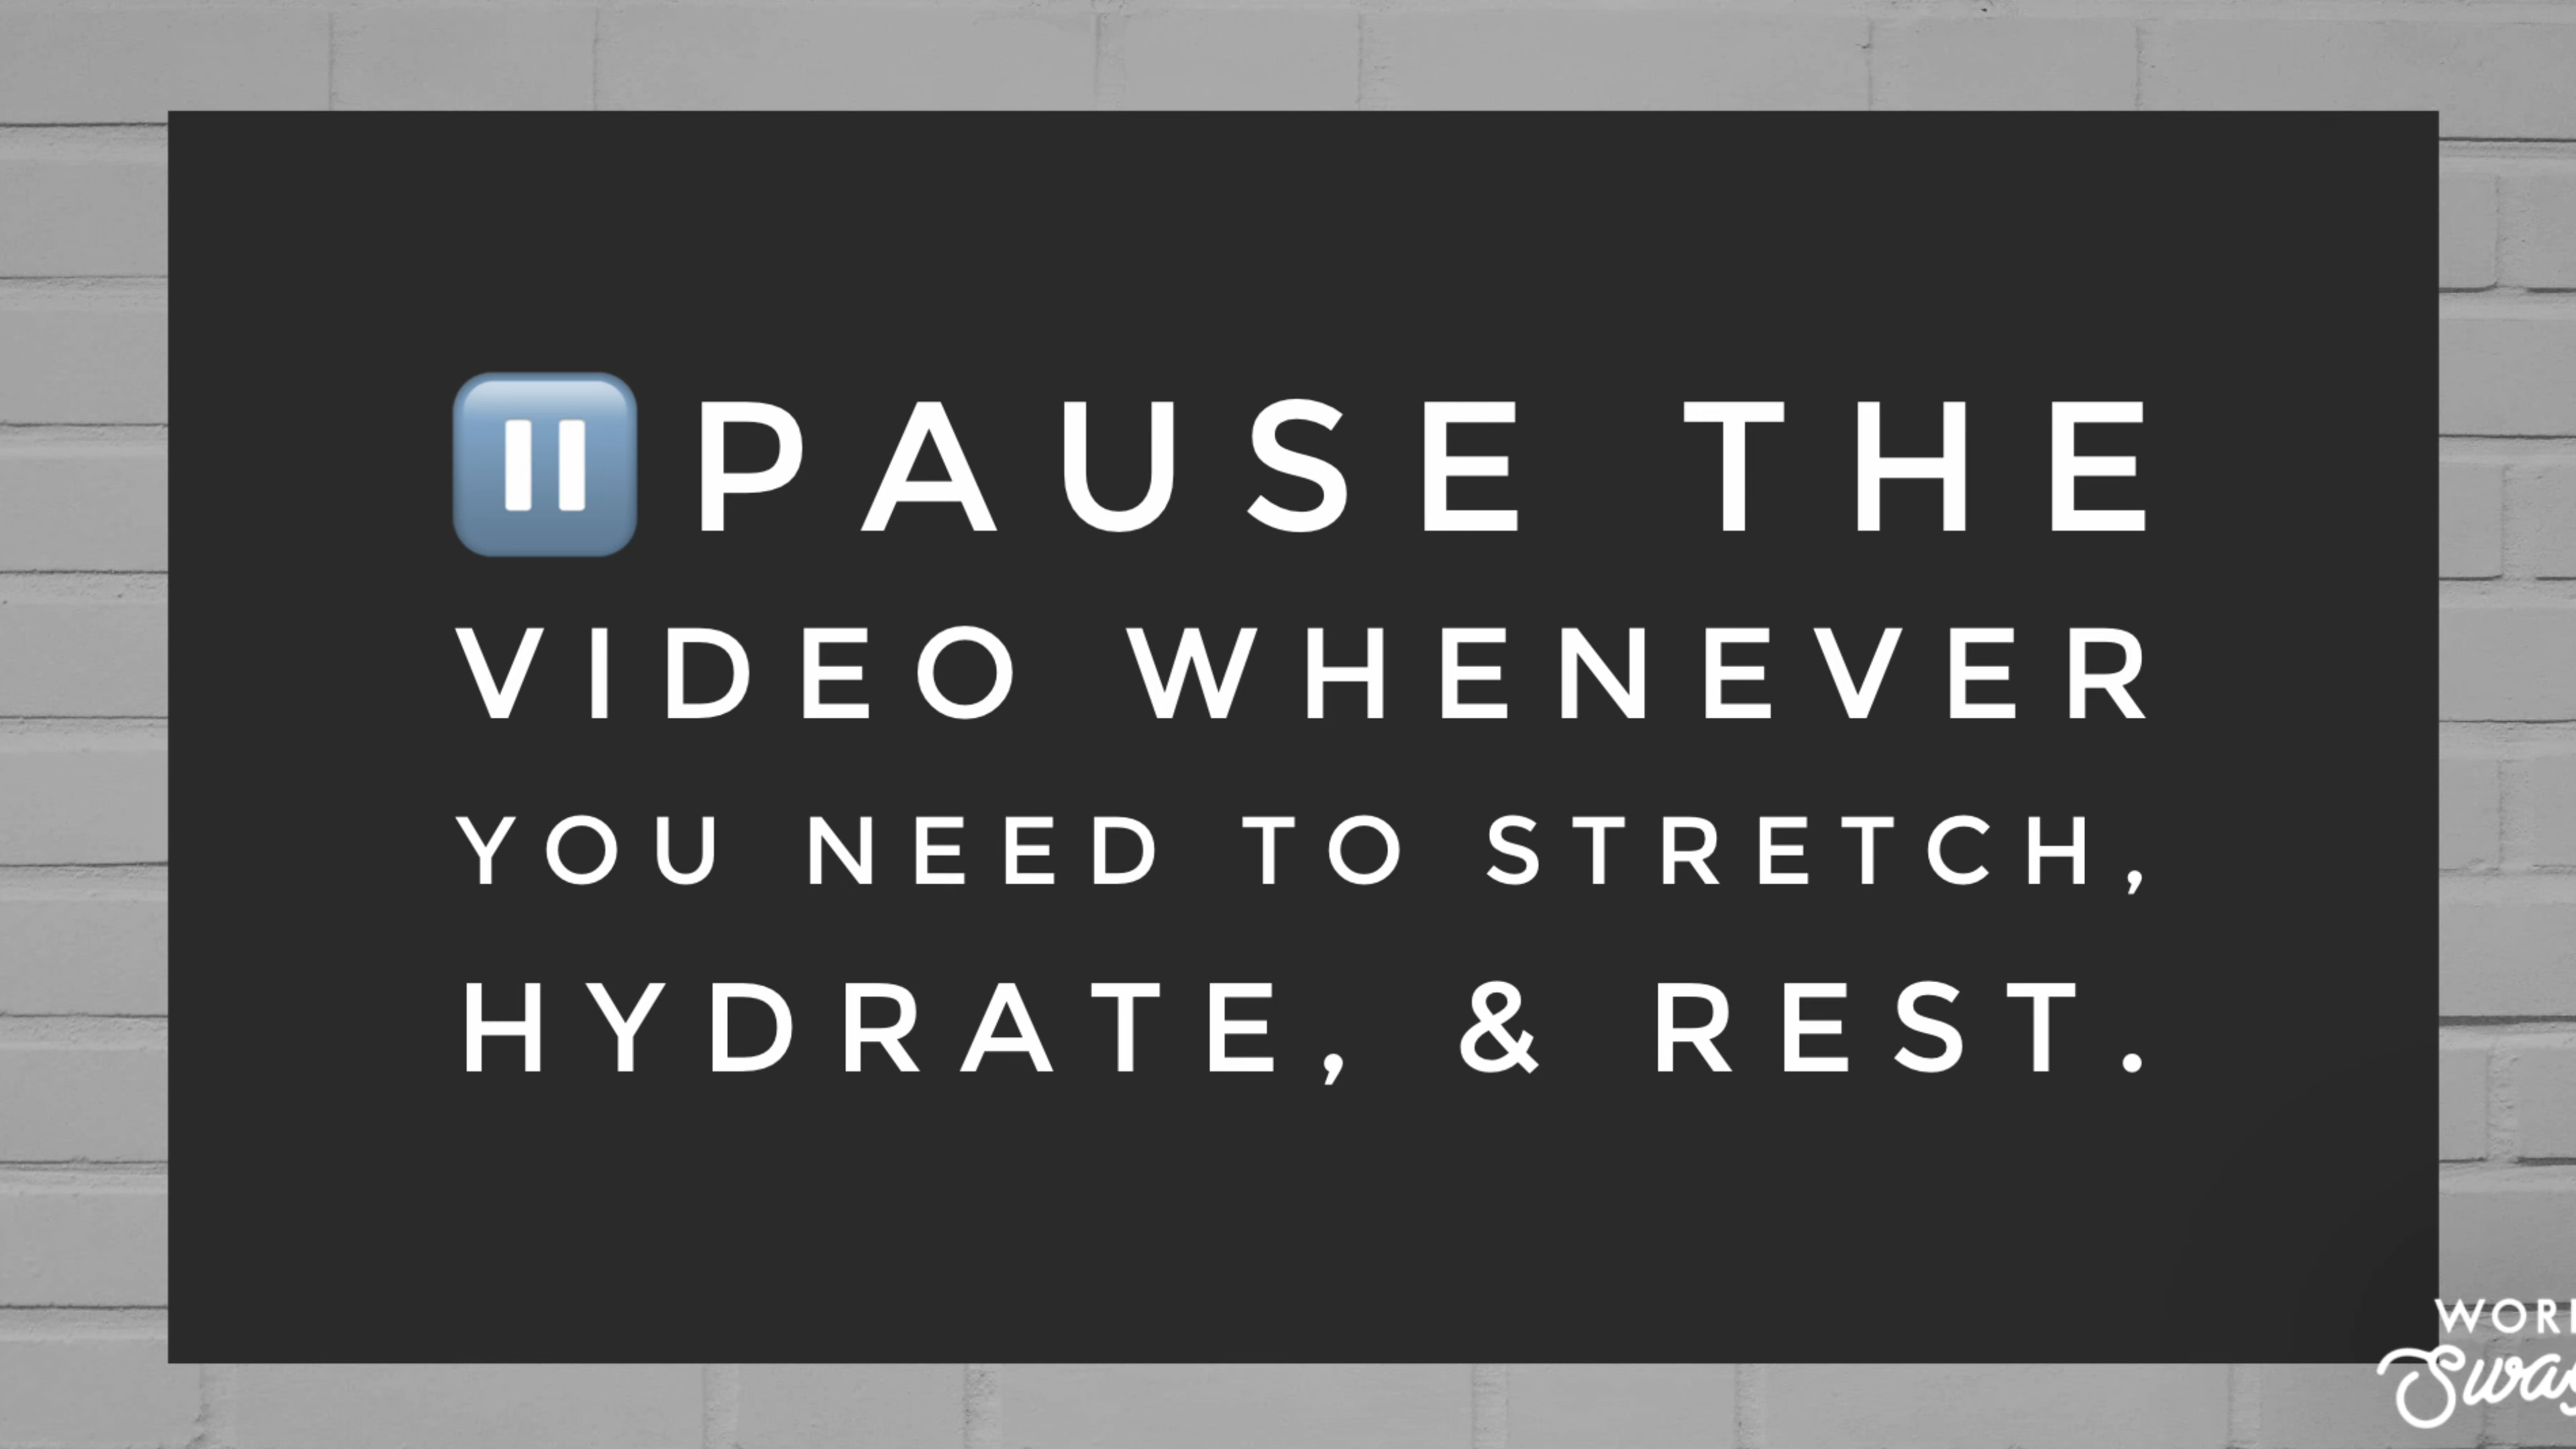 ⏸PAUSE THE
VIDEO WHENEVER
YOU NEED TO STRETCH,
HYDRATE, & REST.